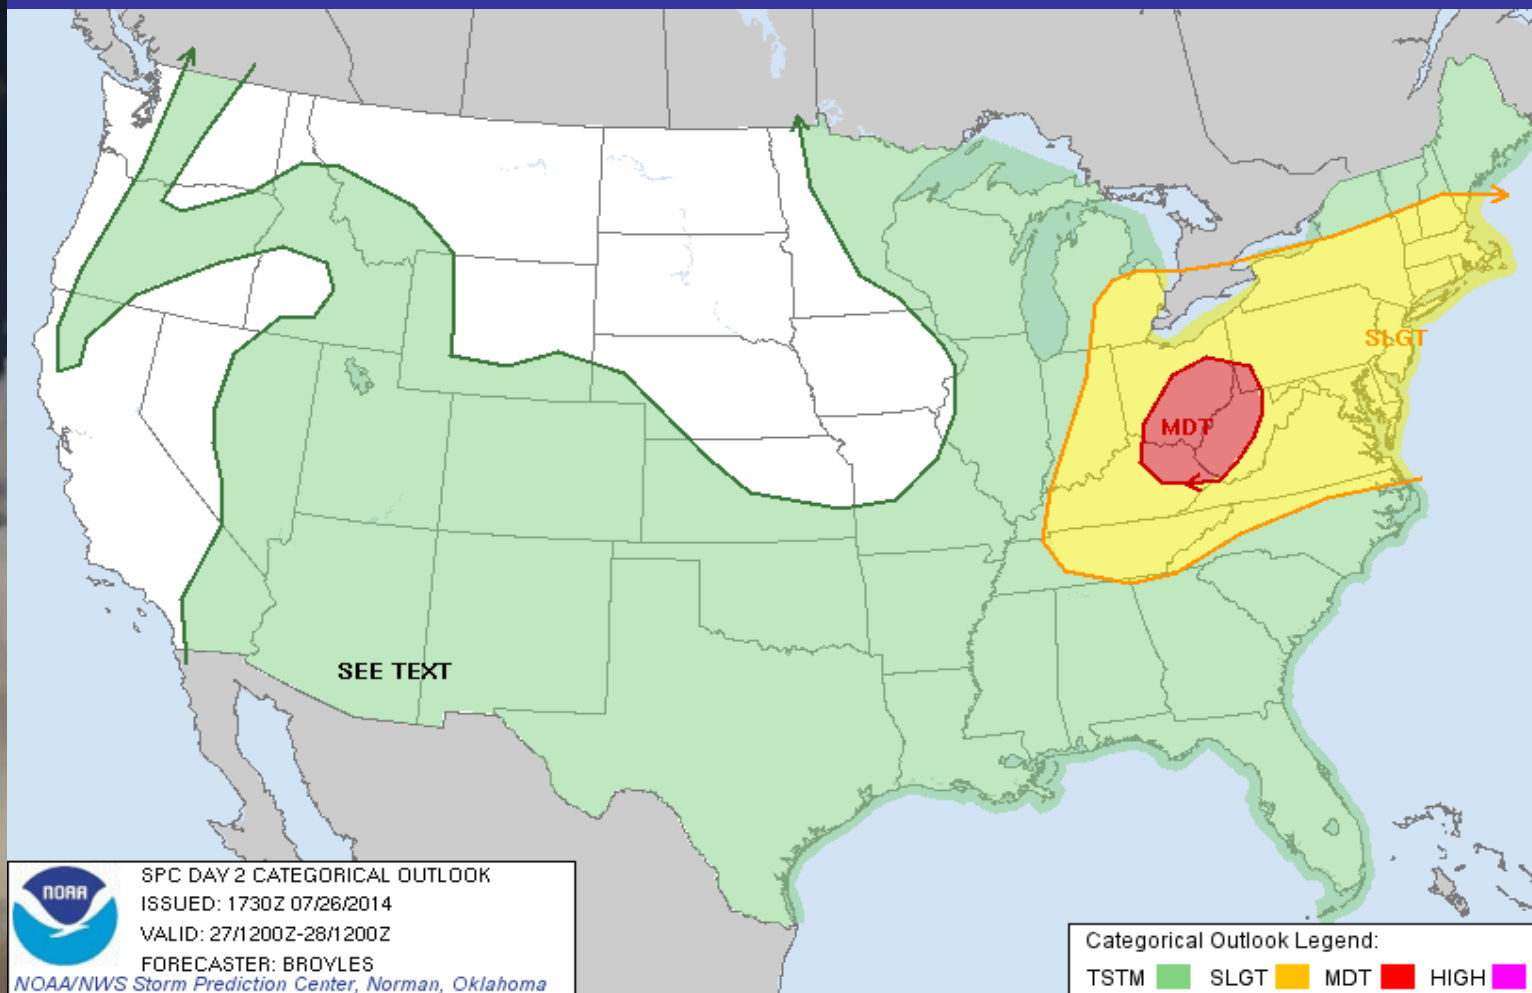 SLGT
MDT
SEE TEXT
NOAA
SPC DAY 2 CATEGORICAL OUTLOOK
ISSUED: 1730Z 07/26/2014
VALID: 27/1200Z-28/1200Z
FORECASTER: BROYLES
NOAA/NWS Storm Prediction Center, Norman, Oklahoma
Categorical Outlook Legend:
TSTM SLGT MDT HIGH